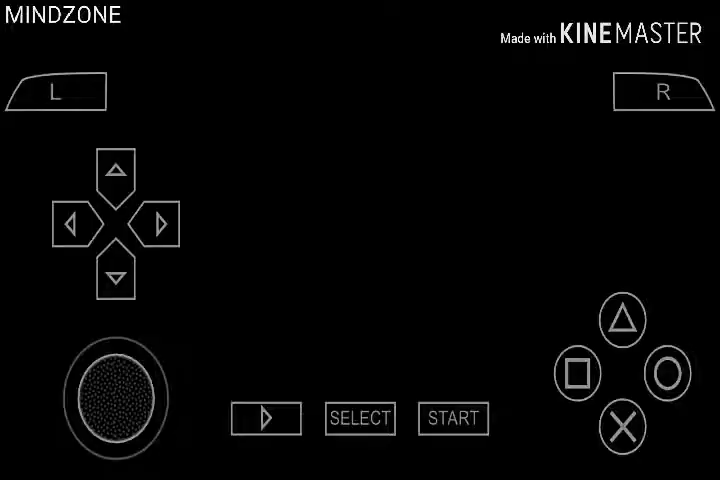 MINDZONE
Made with KINEMASTER
L
R
SELECT
START